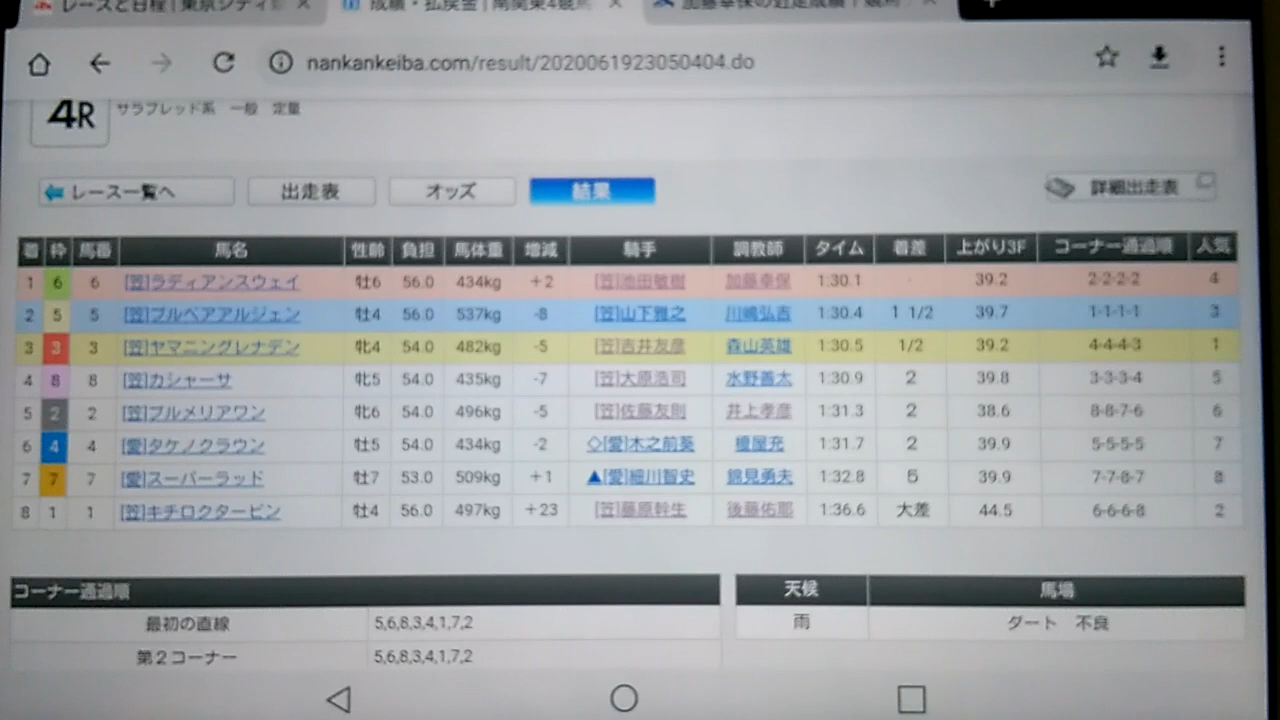 レースと日程 | 東京シティ
成績・払戻金 | 南関東4競馬
加藤幸保の近走成績
nankankeiba.com/result/2020061923050404.do
4R サラブレッド系 一般 定量
レース一覧へ 出走表 オッズ 結果 詳細出走表
着 枠 馬番 馬名 性齢 負担 馬体重 増減 騎手 調教師 タイム 着差 上がり3F コーナー通過順 人気
1 6 6 [笠]ラディアンスウェイ 牡6 56.0 434kg +2 [笠]池田敏樹 加藤幸保 1:30.1 39.2 2-2-2-2 4
2 5 5 [笠]ブルベアアルジェン 牡4 56.0 537kg -8 [笠]山下雅之 川嶋弘吉 1:30.4 1 1/2 39.7 1-1-1-1 3
3 3 3 [笠]ヤマニングレナデン 牝4 54.0 482kg -5 [笠]吉井友彦 森山英雄 1:30.5 1/2 39.2 4-4-4-3 1
4 8 8 [笠]カシャーサ 牝5 54.0 435kg -7 [笠]大原浩司 水野善太 1:30.9 2 39.8 3-3-3-4 5
5 2 2 [笠]プルメリアワン 牝6 54.0 496kg -5 [笠]佐藤友則 井上孝彦 1:31.3 2 38.6 8-8-7-6 6
6 4 4 [愛]タケノクラウン 牡5 54.0 434kg -2 ◇[愛]木之前葵 榎屋充 1:31.7 2 39.9 5-5-5-5 7
7 7 7 [愛]スーパーラッド 牡7 53.0 509kg +1 ▲[愛]細川智史 錦見勇夫 1:32.8 5 39.9 7-7-8-7 8
8 1 1 [笠]キチロクタービン 牡4 56.0 497kg +23 [笠]藤原幹生 後藤佑耶 1:36.6 大差 44.5 6-6-6-8 2
コーナー通過順 天候 馬場
最初の直線 5,6,8,3,4,1,7,2 雨 ダート 不良
第2コーナー 5,6,8,3,4,1,7,2